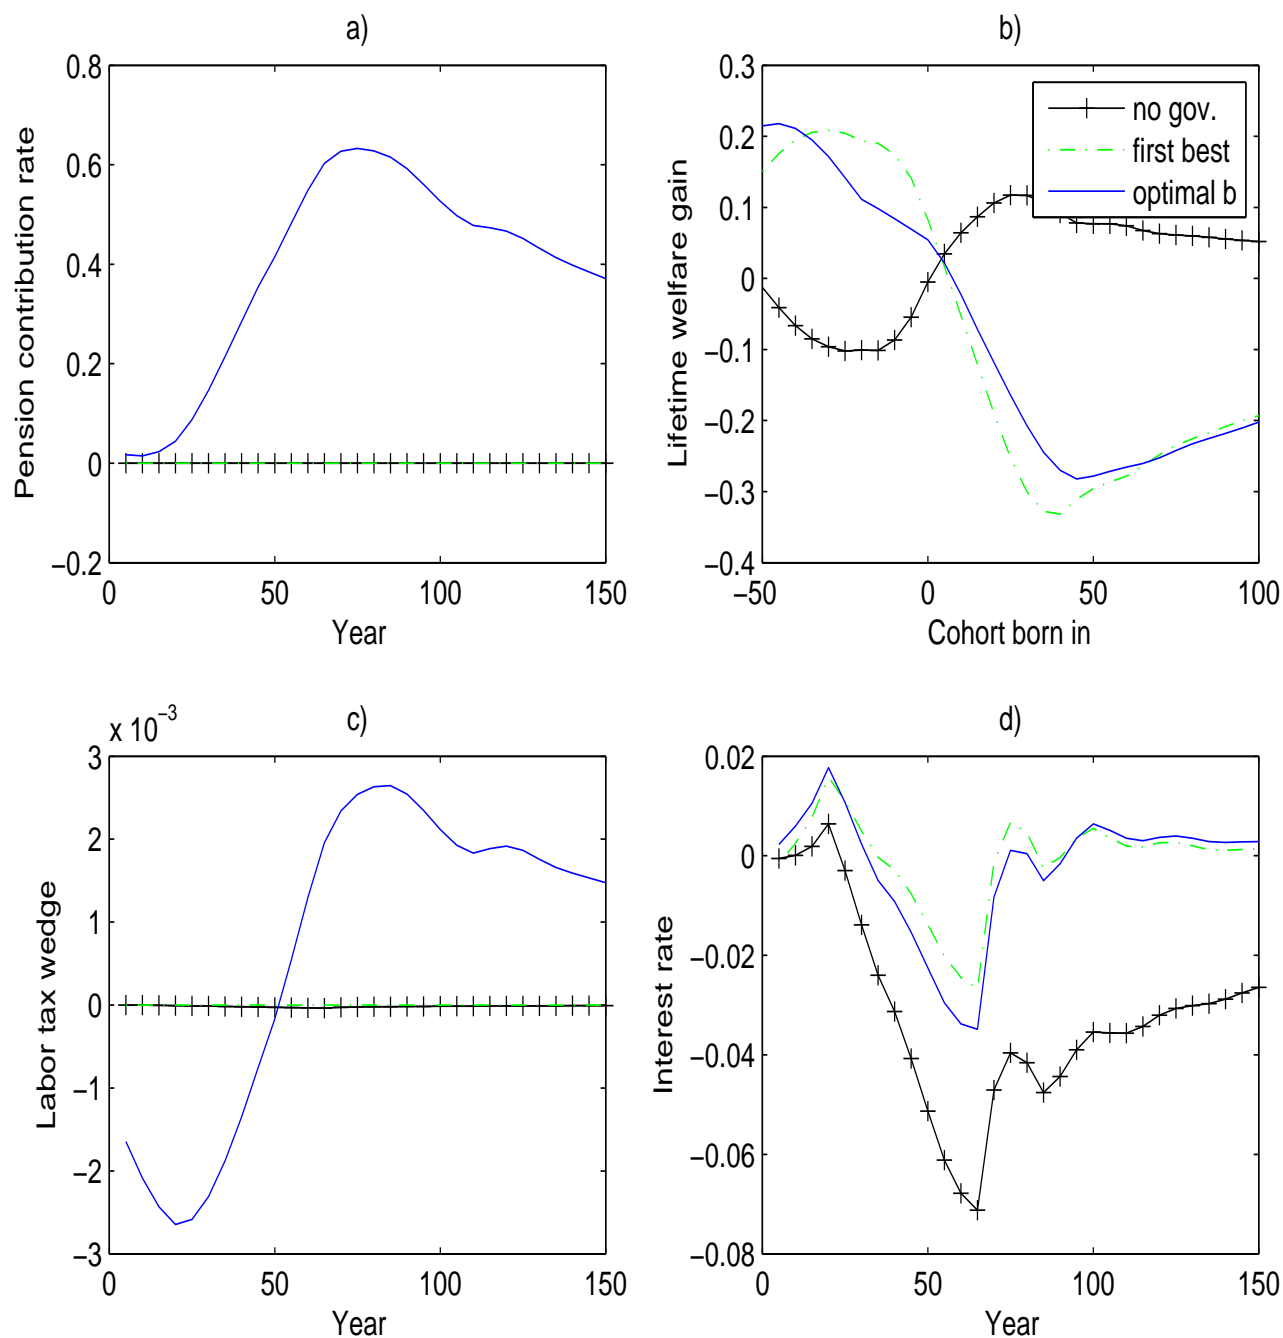 a)
Pension contribution rate
0.8
0.6
0.4
0.2
0
−0.2
0
50
100
150
Year
b)
Lifetime welfare gain
0.3
0.2
0.1
0
−0.1
−0.2
−0.3
−0.4
−50
0
50
100
Cohort born in
no gov.
first best
optimal b
c)
x 10^−3
Labor tax wedge
3
2
1
0
−1
−2
−3
0
50
100
150
Year
d)
Interest rate
0.02
0
−0.02
−0.04
−0.06
−0.08
0
50
100
150
Year